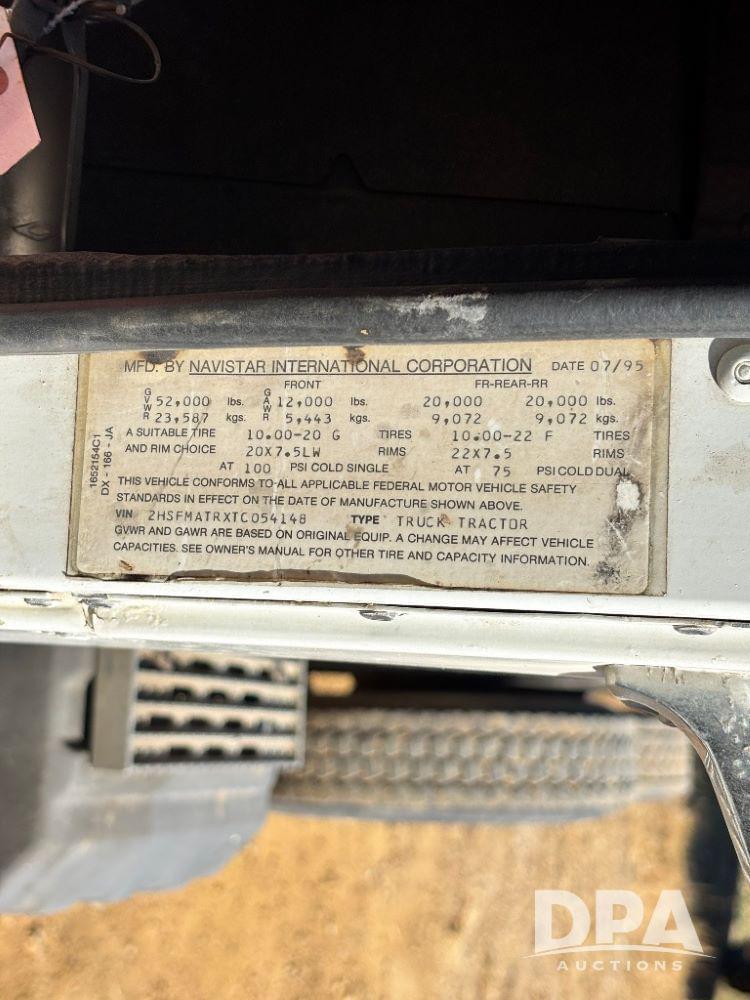 MFD. BY NAVISTAR INTERNATIONAL CORPORATION DATE 07/95
FRONT FR-REAR-RR
GVWR 52,000 lbs. GAWR 12,000 lbs. 20,000 20,000 lbs.
23,587 kgs. 5,443 kgs. 9,072 9,072 kgs.
A SUITABLE TIRE 10.00-20 G TIRES 10.00-22 F TIRES
AND RIM CHOICE 20X7.5LW RIMS 22X7.5 RIMS
AT 100 PSI COLD SINGLE AT 75 PSI COLD DUAL
THIS VEHICLE CONFORMS TO ALL APPLICABLE FEDERAL MOTOR VEHICLE SAFETY
STANDARDS IN EFFECT ON THE DATE OF MANUFACTURE SHOWN ABOVE.
VIN 2HSFMATRXTC054148 TYPE TRUCK TRACTOR
GVWR AND GAWR ARE BASED ON ORIGINAL EQUIP. A CHANGE MAY AFFECT VEHICLE
CAPACITIES. SEE OWNER'S MANUAL FOR OTHER TIRE AND CAPACITY INFORMATION.
1652154C1
DX - 166 - JA
DPA
AUCTIONS